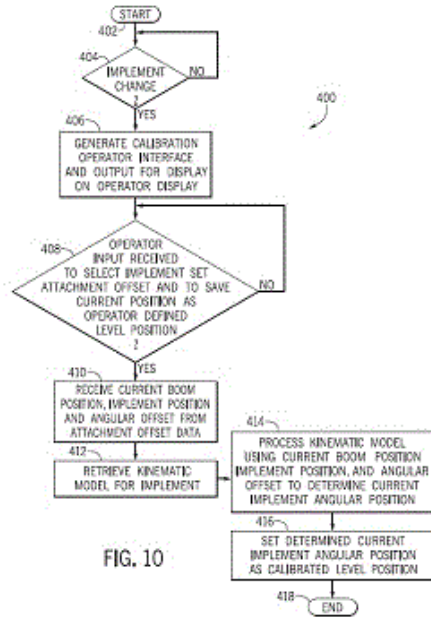 START
402
404
IMPLEMENT
CHANGE
?
NO
YES
400
406
GENERATE CALIBRATION
OPERATOR INTERFACE
AND OUTPUT FOR DISPLAY
ON OPERATOR DISPLAY
408
OPERATOR
INPUT RECEIVED
TO SELECT IMPLEMENT SET
ATTACHMENT OFFSET AND TO SAVE
CURRENT POSITION AS
OPERATOR DEFINED
LEVEL POSITION
?
NO
YES
410
RECEIVE CURRENT BOOM
POSITION, IMPLEMENT POSITION
AND ANGULAR OFFSET FROM
ATTACHMENT OFFSET DATA
412
RETRIEVE KINEMATIC
MODEL FOR IMPLEMENT
414
PROCESS KINEMATIC MODEL
USING CURRENT BOOM POSITION
IMPLEMENT POSITION, AND ANGULAR
OFFSET TO DETERMINE CURRENT
IMPLEMENT ANGULAR POSITION
416
SET DETERMINED CURRENT
IMPLEMENT ANGULAR POSITION
AS CALIBRATED LEVEL POSITION
418
END
FIG. 10